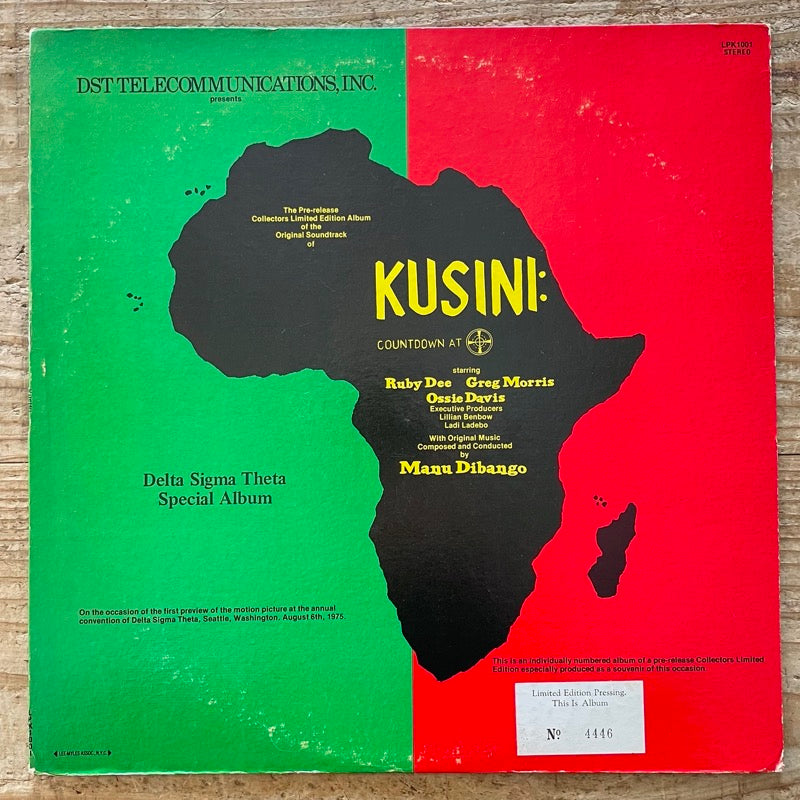 LPK1001
STEREO
DST TELECOMMUNICATIONS, INC.
presents
The Pre-release
Collectors Limited Edition Album
of the
Original Soundtrack
of
KUSINI:
COUNTDOWN AT
starring
Ruby Dee Greg Morris
Ossie Davis
Executive Producers
Lillian Benbow
Ladi Ladebo
With Original Music
Composed and Conducted
by
Manu Dibango
Delta Sigma Theta
Special Album
On the occasion of the first preview of the motion picture at the annual
convention of Delta Sigma Theta, Seattle, Washington, August 6th, 1975.
This is an individually numbered album of a pre-release Collectors Limited
Edition especially produced as a souvenir of this occasion.
Limited Edition Pressing.
This Is Album
Nº 4446
LEE MYLES ASSOC., N.Y.C.